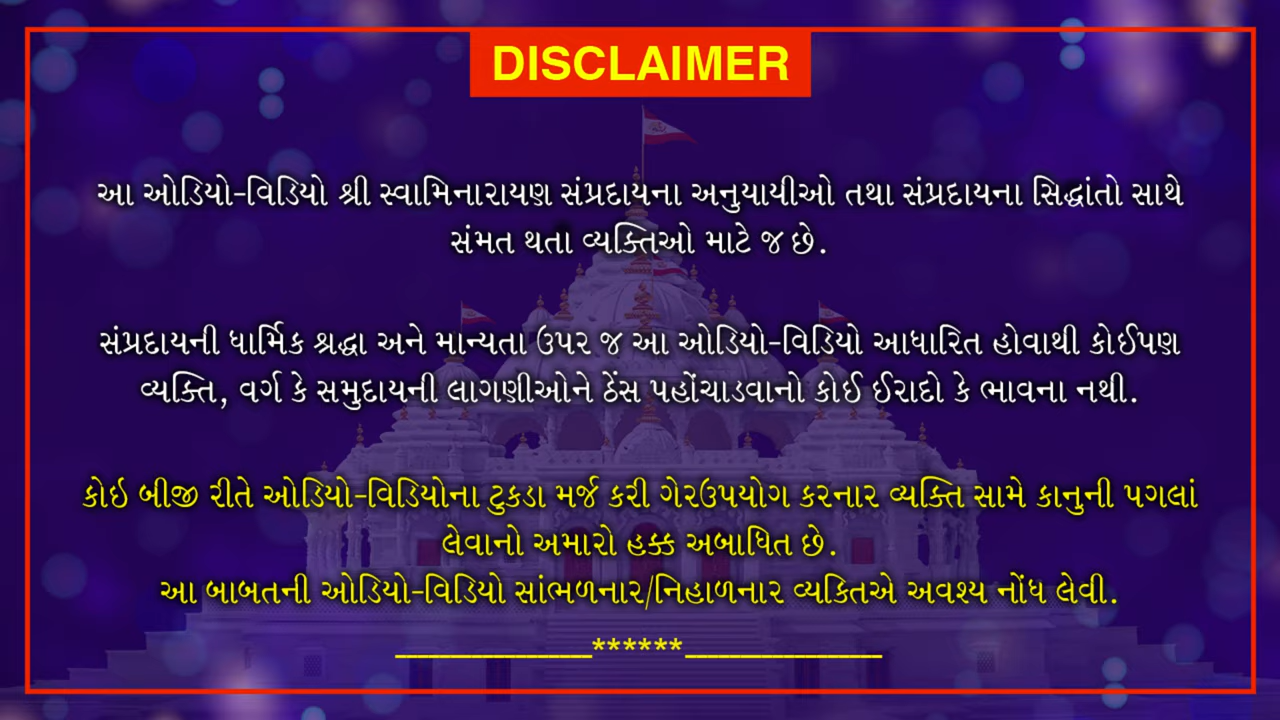 DISCLAIMER
આ ઓડિયો-વિડિયો શ્રી સ્વામિનારાયણ સંપ્રદાયના અનુયાયીઓ તથા સંપ્રદાયના સિદ્ધાંતો સાથે
સંમત થતા વ્યક્તિઓ માટે જ છે.
સંપ્રદાયની ધાર્મિક શ્રદ્ધા અને માન્યતા ઉપર જ આ ઓડિયો-વિડિયો આધારિત હોવાથી કોઈપણ
વ્યક્તિ, વર્ગ કે સમુદાયની લાગણીઓને ઠેંસ પહોંચાડવાનો કોઈ ઈરાદો કે ભાવના નથી.
કોઇ બીજી રીતે ઓડિયો-વિડિયોના ટુકડા મર્જ કરી ગેરઉપયોગ કરનાર વ્યક્તિ સામે કાનુની પગલાં
લેવાનો અમારો હક્ક અબાધિત છે.
આ બાબતની ઓડિયો-વિડિયો સાંભળનાર/નિહાળનાર વ્યકિતએ અવશ્ય નોંધ લેવી.
_________________******_________________